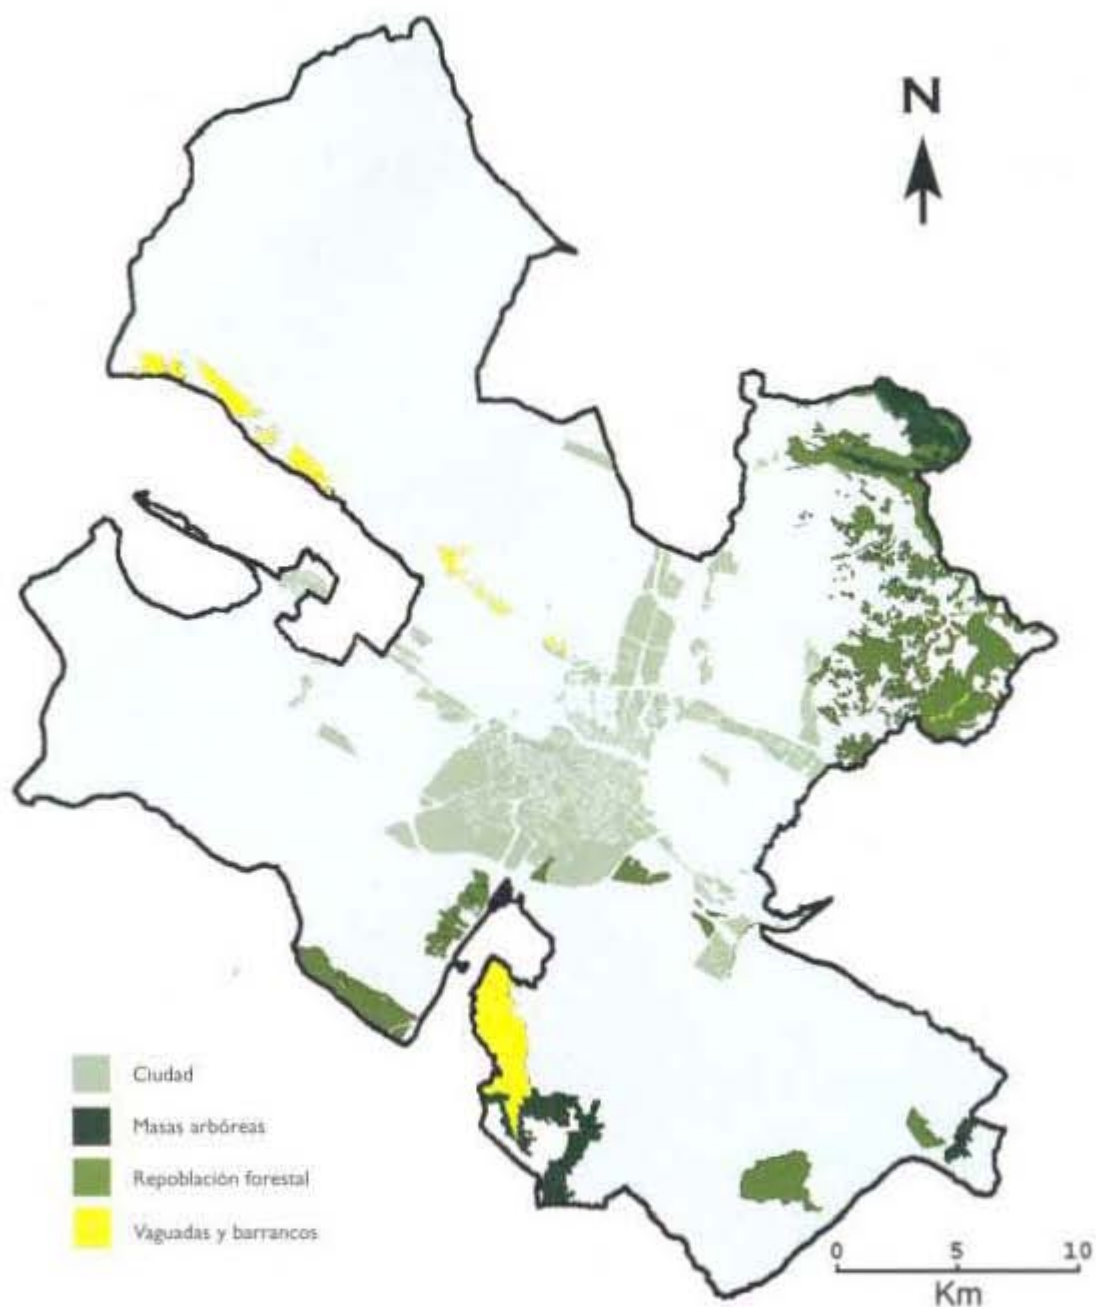 N
Ciudad
Masas arbóreas
Repoblación forestal
Vaguadas y barrancos
0 5 10
Km